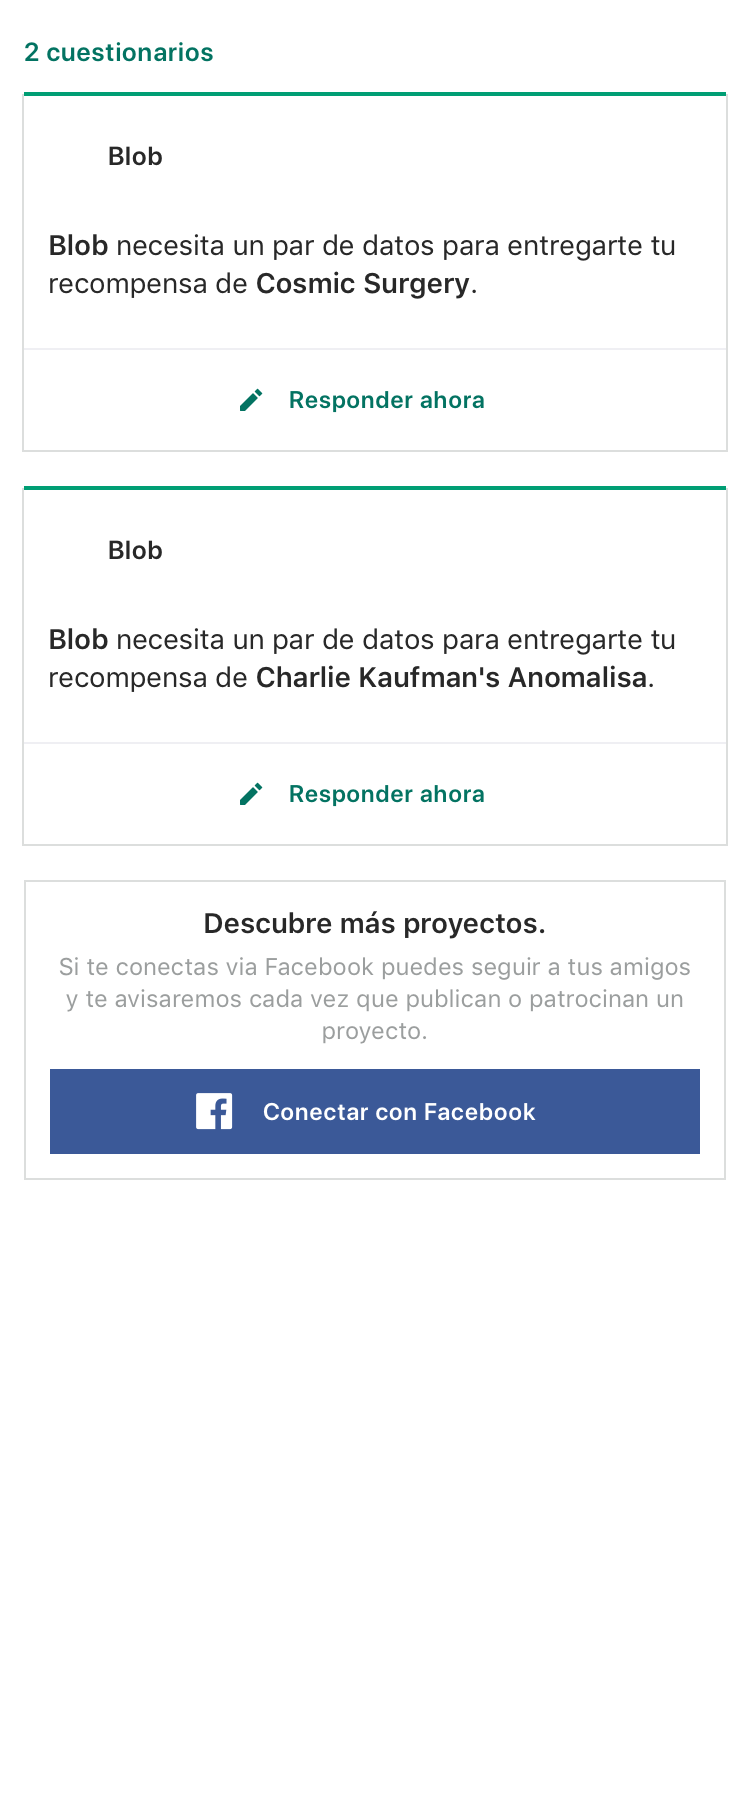 2 cuestionarios
Blob
Blob necesita un par de datos para entregarte tu
recompensa de Cosmic Surgery.
Responder ahora
Blob
Blob necesita un par de datos para entregarte tu
recompensa de Charlie Kaufman's Anomalisa.
Responder ahora
Descubre más proyectos.
Si te conectas via Facebook puedes seguir a tus amigos
y te avisaremos cada vez que publican o patrocinan un
proyecto.
Conectar con Facebook